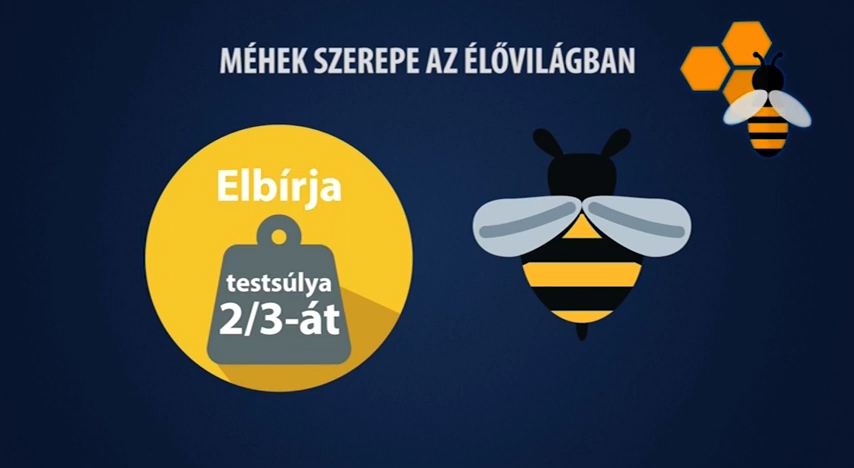 MÉHEK SZEREPE AZ ÉLŐVILÁGBAN
Elbírja
testsúlya
2/3-át